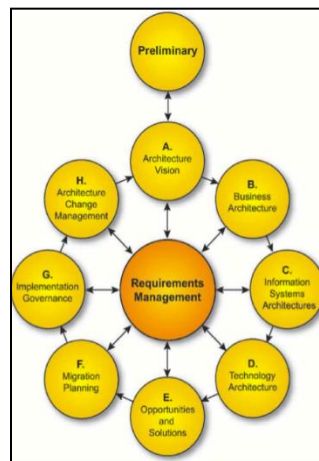 Preliminary
A.
Architecture
Vision
B.
Business
Architecture
C.
Information
Systems
Architectures
D.
Technology
Architecture
E.
Opportunities
and
Solutions
F.
Migration
Planning
G.
Implementation
Governance
H.
Architecture
Change
Management
Requirements
Management